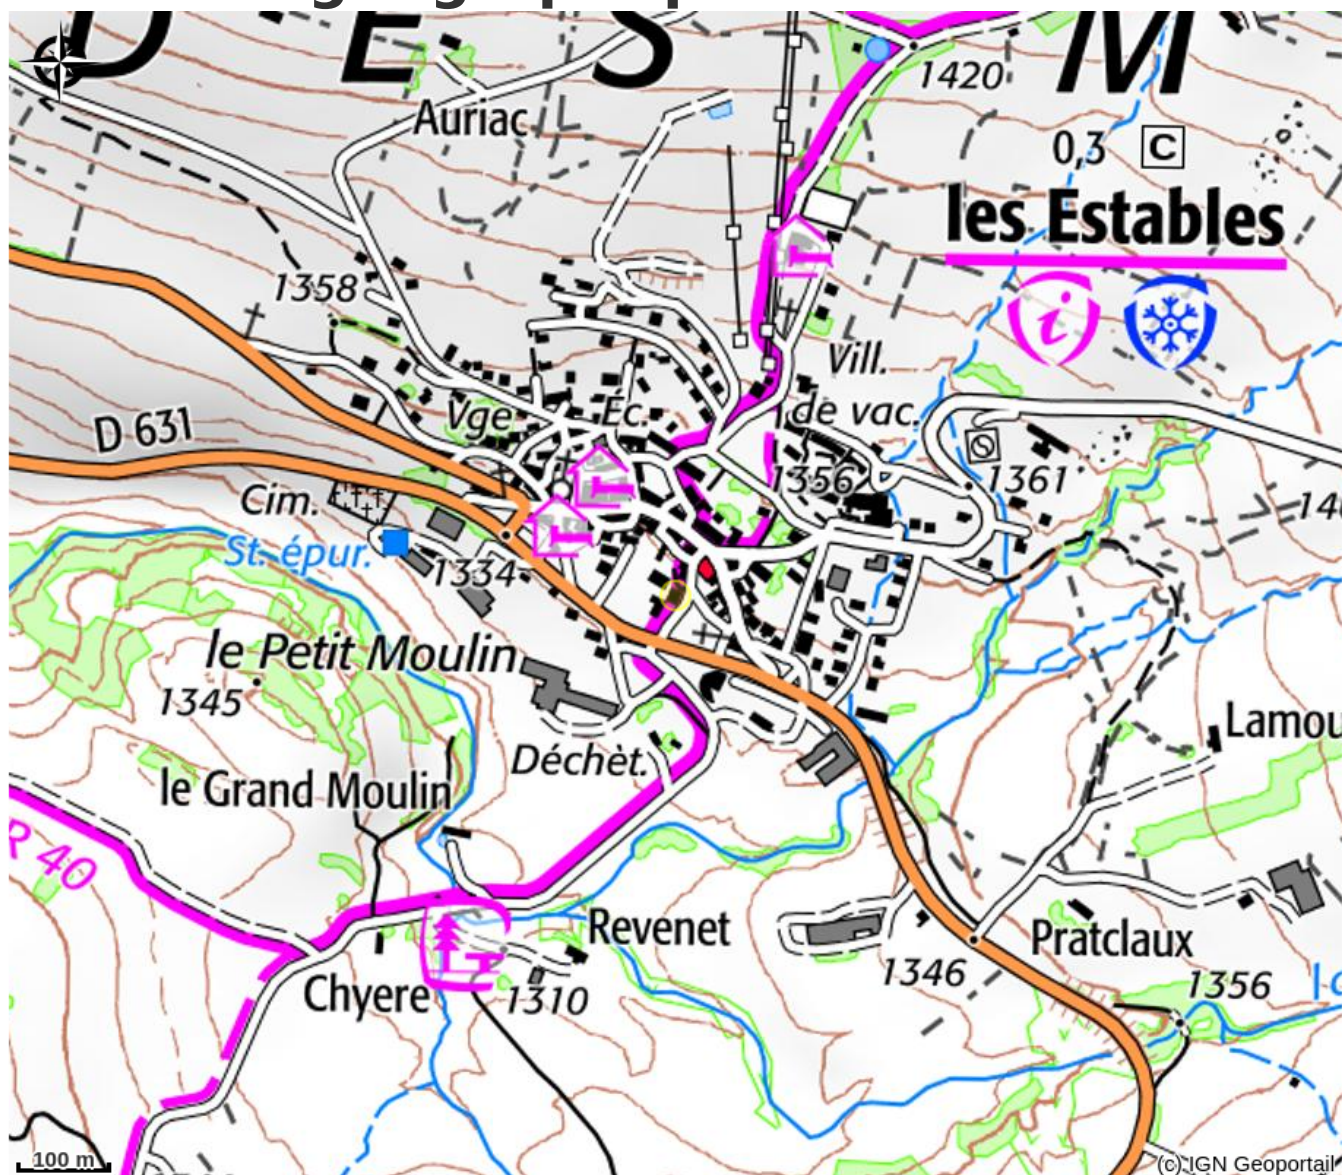 D E S M
1420
Auriac
0,3 C
les Estables
i
1358
Vill.
de vac.
Vge
Éc.
D 631
1356
1361
Cim.
St. épur.
1334
le Petit Moulin
1345
Lamou
Déchèt.
le Grand Moulin
R 40
Revenet
Pratclaux
1346
1356
Chyere
1310
100 m
(c) IGN Geoportail